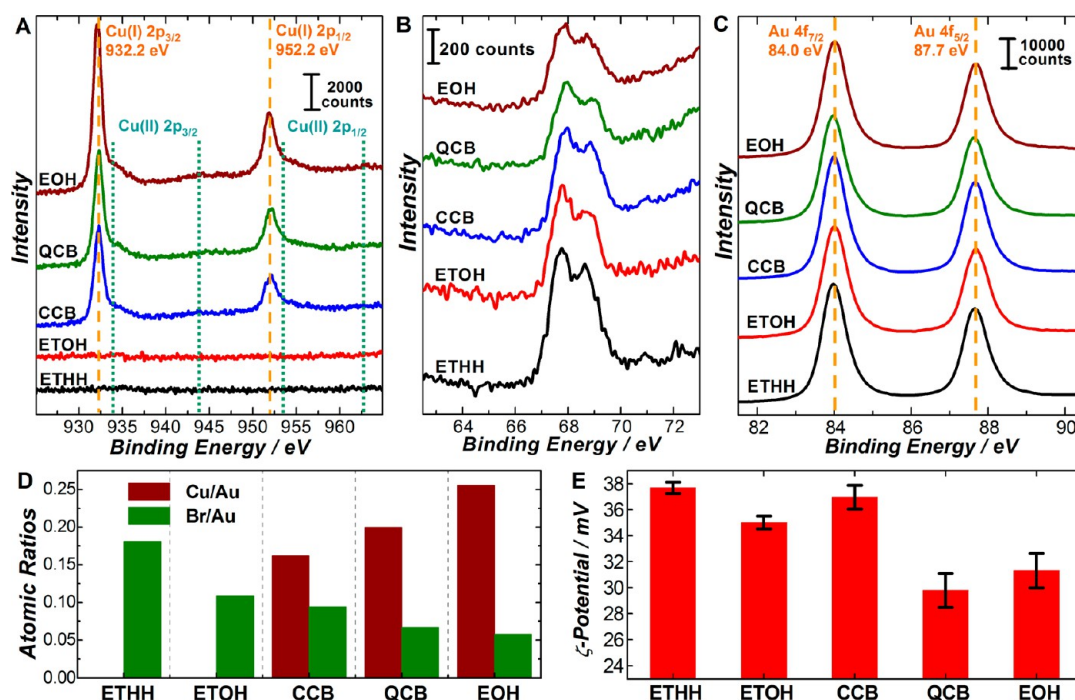 A
Cu(I) 2p3/2
932.2 eV
Cu(I) 2p1/2
952.2 eV
2000
counts
Cu(II) 2p3/2
Cu(II) 2p1/2
EOH
QCB
CCB
ETOH
ETHH
Intensity
930 935 940 945 950 955 960
Binding Energy / eV
B
200 counts
EOH
QCB
CCB
ETOH
ETHH
Intensity
64 66 68 70 72
Binding Energy / eV
C
Au 4f7/2
84.0 eV
Au 4f5/2
87.7 eV
10000
counts
EOH
QCB
CCB
ETOH
ETHH
Intensity
82 84 86 88 90
Binding Energy / eV
D
Cu/Au
Br/Au
Atomic Ratios
0.25
0.20
0.15
0.10
0.05
0.00
ETHH ETOH CCB QCB EOH
E
ζ-Potential / mV
38
36
34
32
30
28
26
24
ETHH ETOH CCB QCB EOH